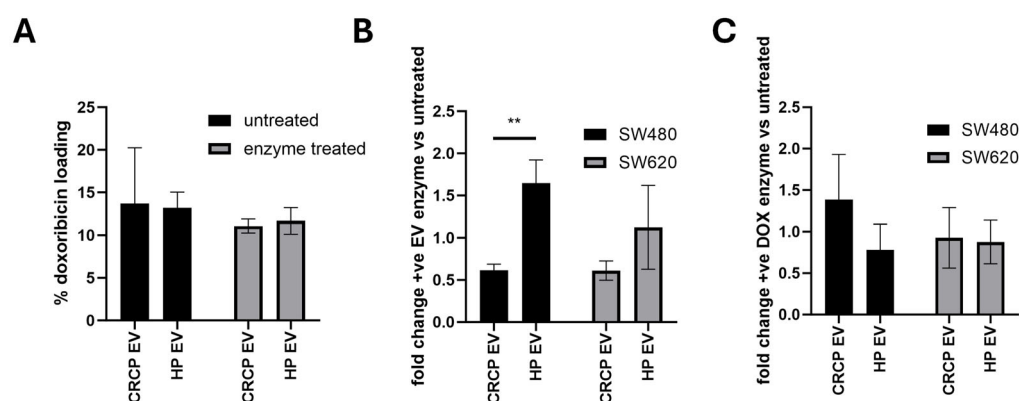 A
% doxoribicin loading
25
20
15
10
5
0
untreated
enzyme treated
CRCP EV
HP EV
CRCP EV
HP EV
B
fold change +ve EV enzyme vs untreated
2.5
2.0
1.5
1.0
0.5
0.0
**
SW480
SW620
CRCP EV
HP EV
CRCP EV
HP EV
C
fold change +ve DOX enzyme vs untreated
2.5
2.0
1.5
1.0
0.5
0.0
SW480
SW620
CRCP EV
HP EV
CRCP EV
HP EV